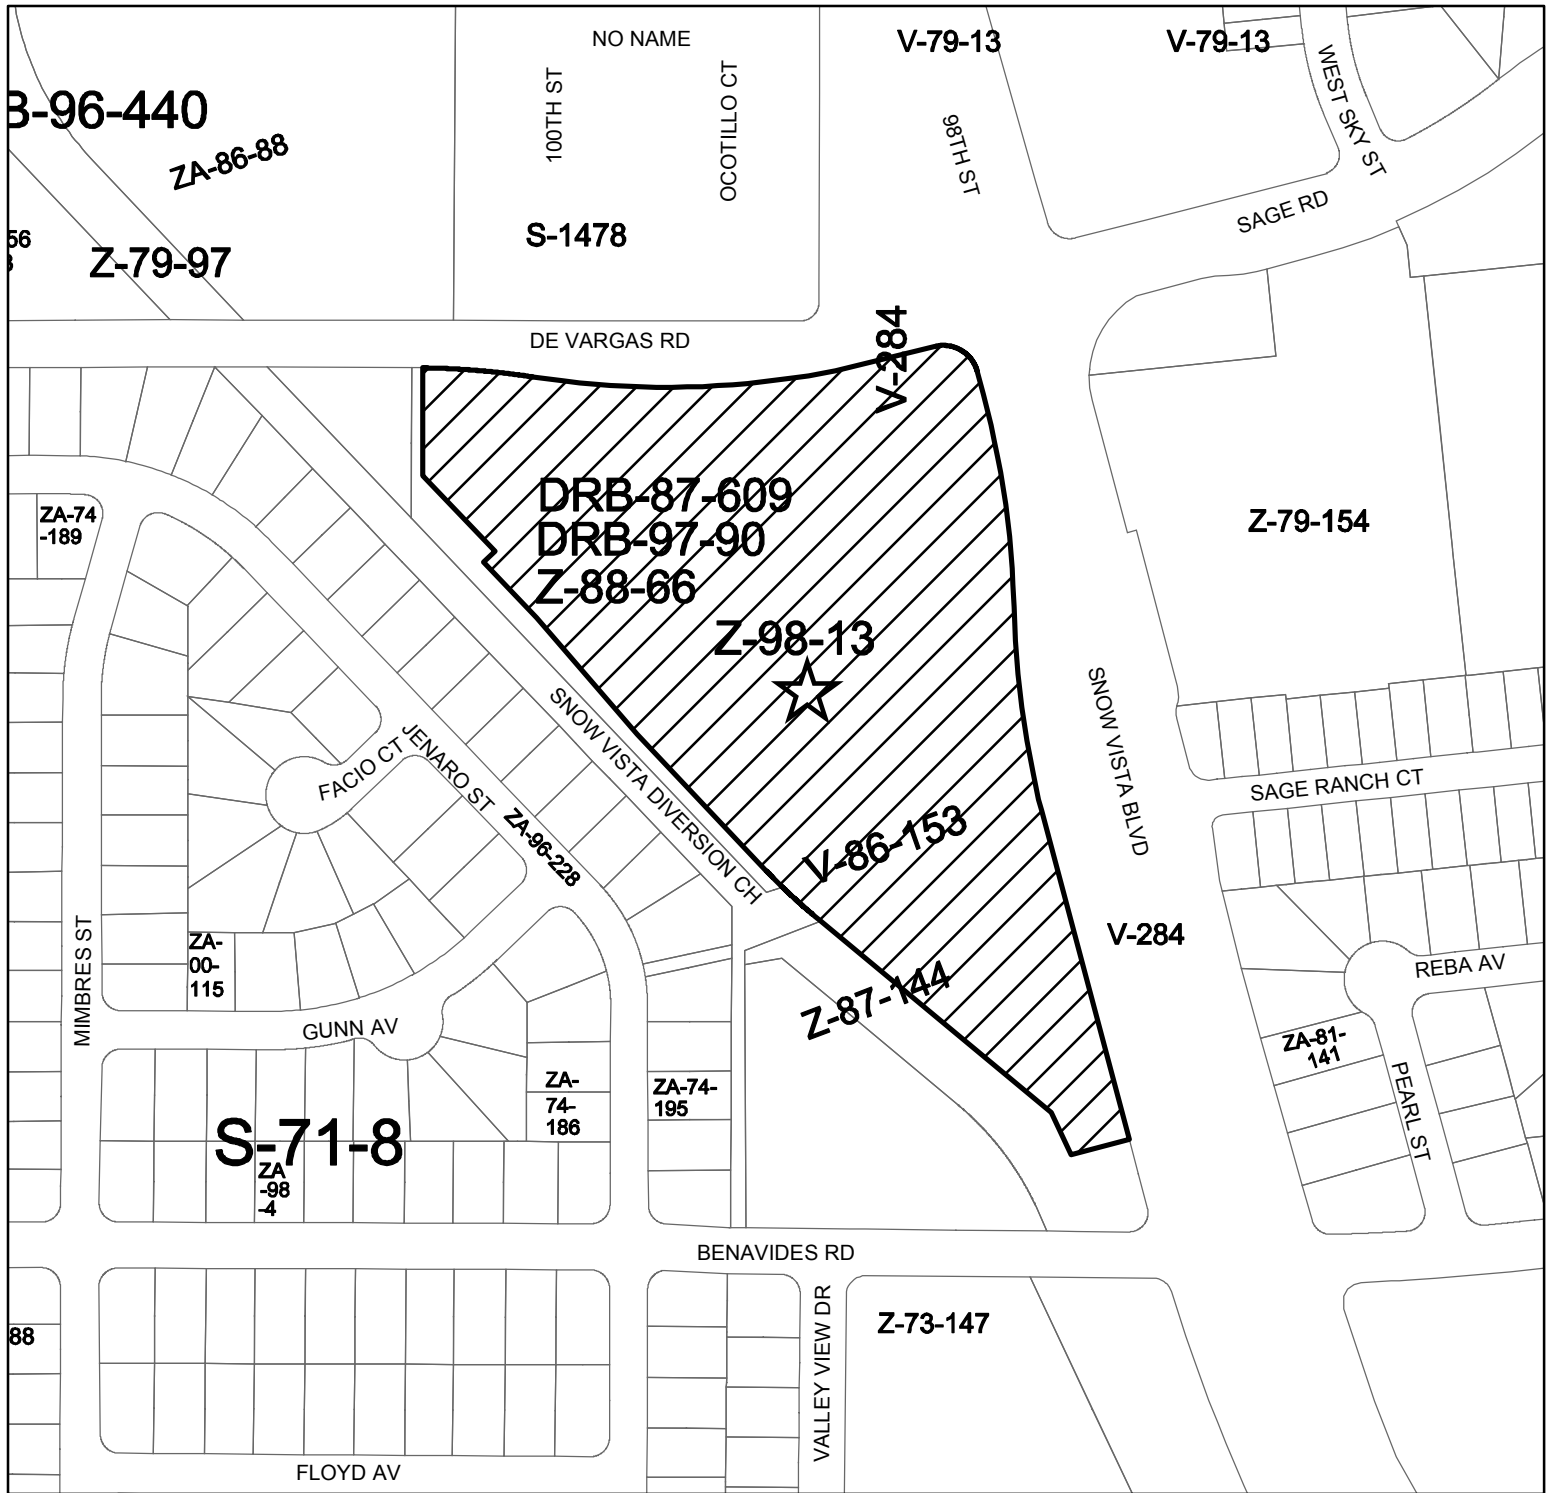 NO NAME
V-79-13
V-79-13
WEST SKY ST
B-96-440
100TH ST
OCOTILLO CT
98TH ST
ZA-86-88
SAGE RD
S-1478
56
Z-79-97
DE VARGAS RD
V-284
DRB-87-609
DRB-97-90
Z-88-66
Z-98-13
ZA-74
-189
Z-79-154
SNOW VISTA DIVERSION CH
SNOW VISTA BLVD
FACIO CT
JENARO ST
SAGE RANCH CT
ZA-96-228
V-86-153
V-284
MIMBRES ST
ZA-
00-
115
REBA AV
Z-87-144
GUNN AV
ZA-81-
141
PEARL ST
ZA-
74-
186
ZA-74-
195
S-71-8
ZA
-98
-4
BENAVIDES RD
88
VALLEY VIEW DR
Z-73-147
FLOYD AV